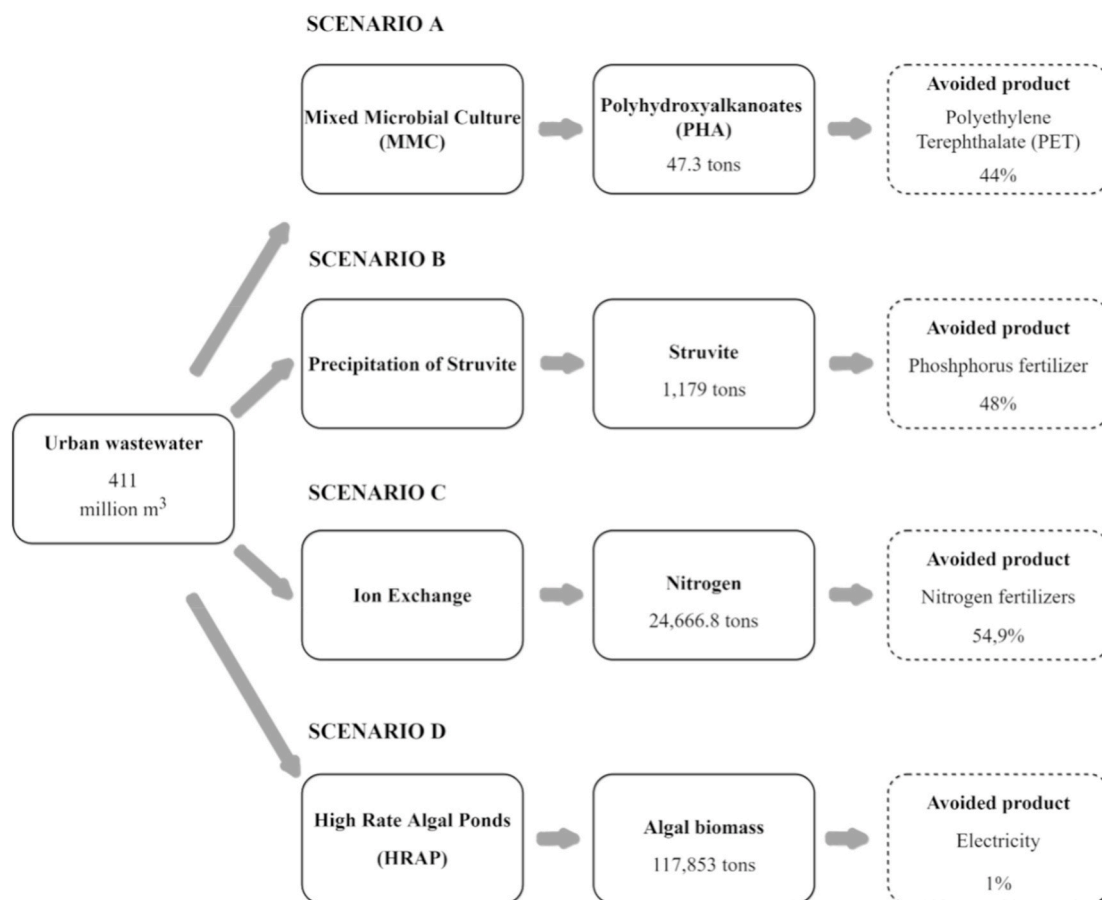 SCENARIO A
Mixed Microbial Culture
(MMC)
Polyhydroxyalkanoates
(PHA)
47.3 tons
Avoided product
Polyethylene
Terephthalate (PET)
44%
SCENARIO B
Precipitation of Struvite
Struvite
1,179 tons
Avoided product
Phoshphorus fertilizer
48%
Urban wastewater
411
million m³
SCENARIO C
Ion Exchange
Nitrogen
24,666.8 tons
Avoided product
Nitrogen fertilizers
54,9%
SCENARIO D
High Rate Algal Ponds
(HRAP)
Algal biomass
117,853 tons
Avoided product
Electricity
1%